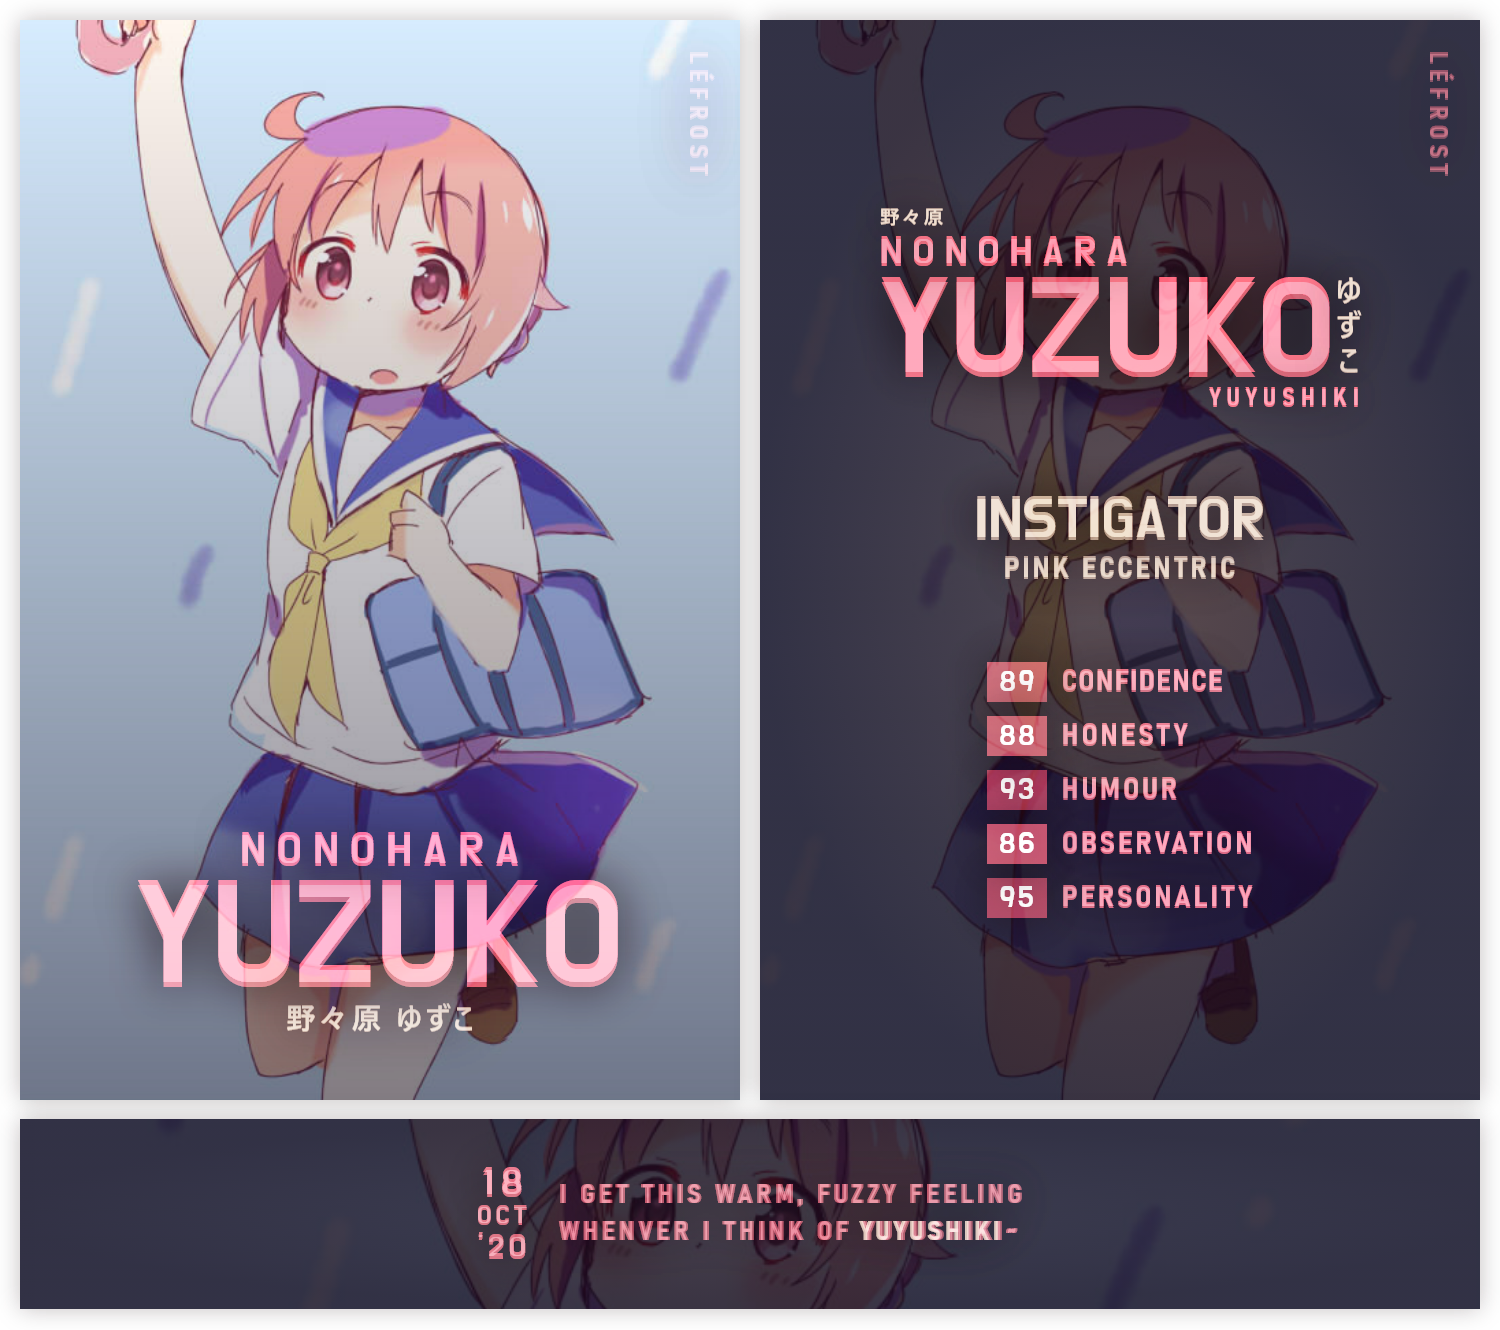 LÉFROST
NONOHARA
YUZUKO
野々原 ゆずこ
LÉFROST
野々原
NONOHARA
YUZUKO
ゆずこ
YUYUSHIKI
INSTIGATOR
PINK ECCENTRIC
89 CONFIDENCE
88 HONESTY
93 HUMOUR
86 OBSERVATION
95 PERSONALITY
18
OCT
'20
I GET THIS WARM, FUZZY FEELING
WHENVER I THINK OF YUYUSHIKI~